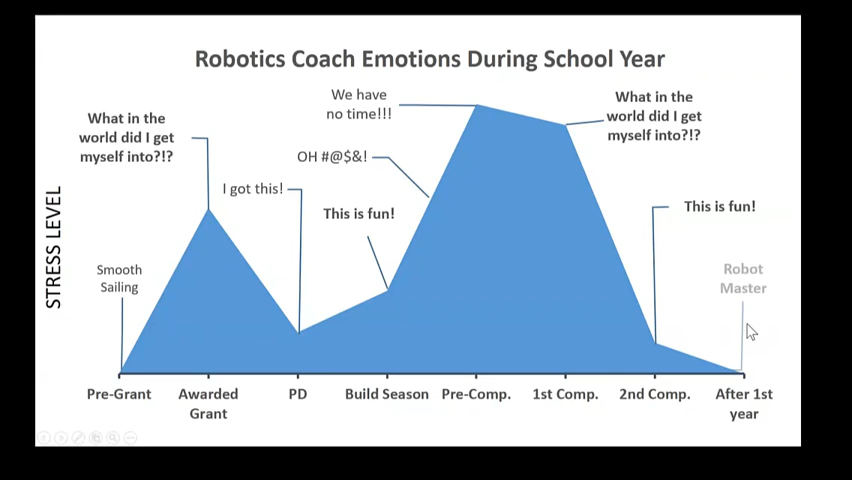 Robotics Coach Emotions During School Year
We have
no time!!!
What in the
world did I get
myself into?!?
What in the
world did I get
myself into?!?
OH #@$&!
I got this!
This is fun!
This is fun!
STRESS LEVEL
Smooth
Sailing
Robot
Master
Pre-Grant
Awarded
Grant
PD
Build Season
Pre-Comp.
1st Comp.
2nd Comp.
After 1st
year